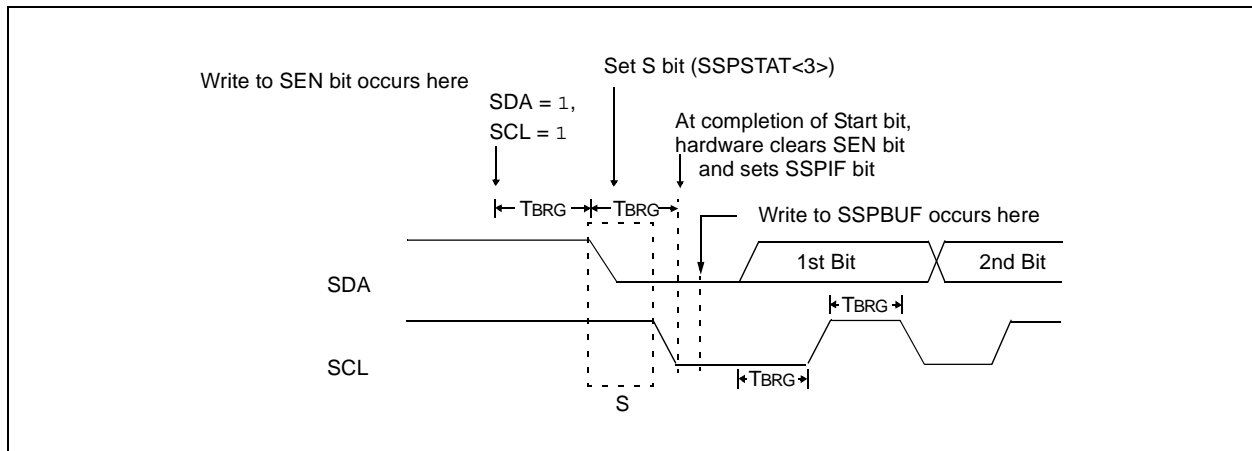 Write to SEN bit occurs here
Set S bit (SSPSTAT<3>)
SDA = 1,
SCL = 1
At completion of Start bit,
hardware clears SEN bit
and sets SSPIF bit
TBRG
TBRG
Write to SSPBUF occurs here
SDA
1st Bit
2nd Bit
TBRG
SCL
TBRG
S